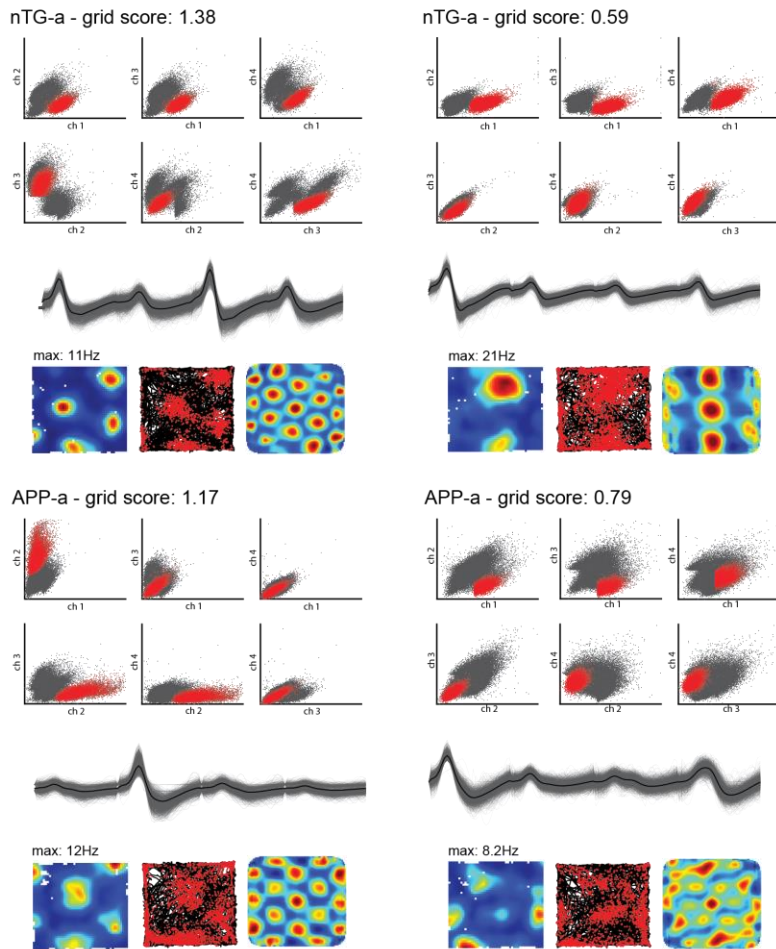 nTG-a - grid score: 1.38
ch 2
ch 1
ch 3
ch 1
ch 4
ch 1
ch 3
ch 2
ch 4
ch 2
ch 4
ch 3
max: 11Hz
nTG-a - grid score: 0.59
ch 2
ch 1
ch 3
ch 1
ch 4
ch 1
ch 3
ch 2
ch 4
ch 2
ch 4
ch 3
max: 21Hz
APP-a - grid score: 1.17
ch 2
ch 1
ch 3
ch 1
ch 4
ch 1
ch 3
ch 2
ch 4
ch 2
ch 4
ch 3
max: 12Hz
APP-a - grid score: 0.79
ch 2
ch 1
ch 3
ch 1
ch 4
ch 1
ch 3
ch 2
ch 4
ch 2
ch 4
ch 3
max: 8.2Hz